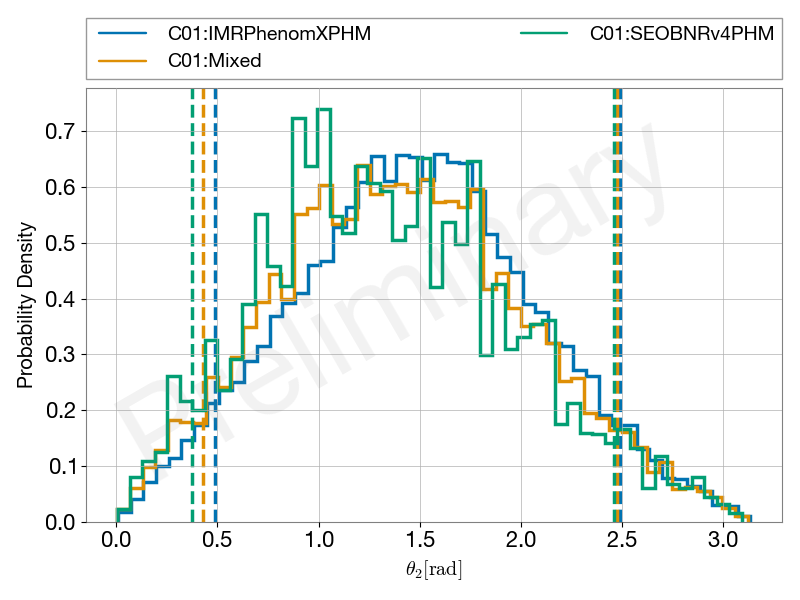 C01:IMRPhenomXPHM
C01:SEOBNRv4PHM
C01:Mixed
Preliminary
Probability Density
0.7
0.6
0.5
0.4
0.3
0.2
0.1
0.0
0.0 0.5 1.0 1.5 2.0 2.5 3.0
θ₂[rad]